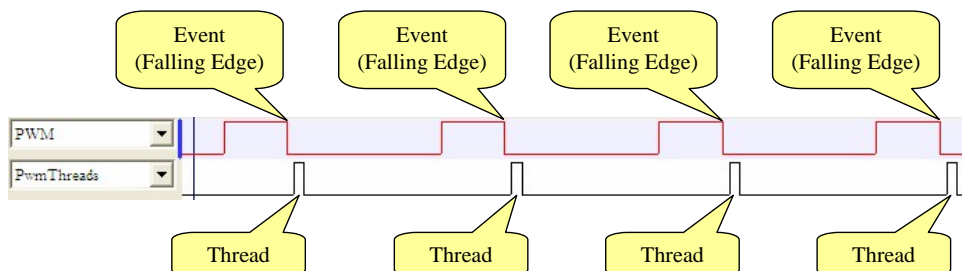 Event
(Falling Edge)
Event
(Falling Edge)
Event
(Falling Edge)
Event
(Falling Edge)
PWM
PwmThreads
Thread
Thread
Thread
Thread